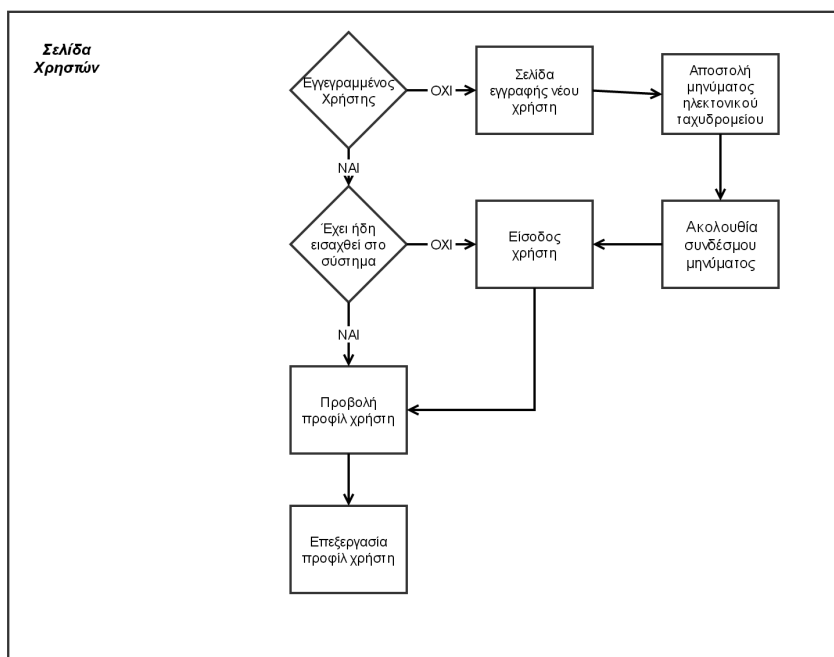 Σελίδα
Χρηστών
Εγγεγραμμένος
Χρήστης
ΟΧΙ
Σελίδα
εγγραφής νέου
χρήστη
Αποστολή
μηνύματος
ηλεκτονικού
ταχυδρομείου
ΝΑΙ
Έχει ήδη
εισαχθεί στο
σύστημα
ΟΧΙ
Είσοδος
χρήστη
Ακολουθία
συνδέσμου
μηνύματος
ΝΑΙ
Προβολή
προφίλ χρήστη
Επεξεργασία
προφίλ χρήστη